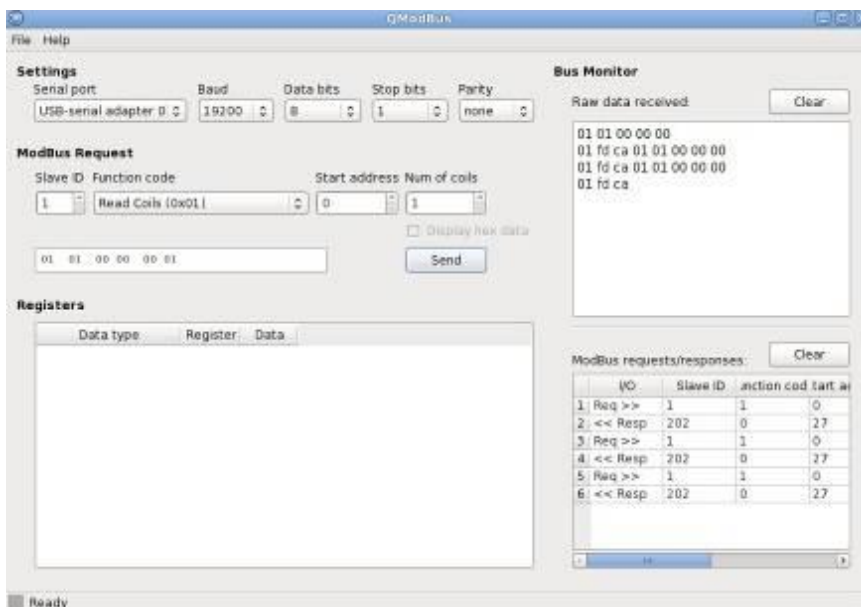 QModBus
File Help
Settings
Serial port Baud Data bits Stop bits Parity
USB-serial adapter 0 19200 8 1 none
ModBus Request
Slave ID Function code Start address Num of coils
1 Read Coils (0x01) 0 1
Display hex data
01 01 00 00 00 01
Send
Registers
Data type Register Data
Bus Monitor
Raw data received:
Clear
01 01 00 00 00
01 fd ca 01 01 00 00 00
01 fd ca 01 01 00 00 00
01 fd ca
ModBus requests/responses:
Clear
I/O Slave ID unction cod tart a
1 Req >> 1 1 0
2 << Resp 202 0 27
3 Req >> 1 1 0
4 << Resp 202 0 27
5 Req >> 1 1 0
6 << Resp 202 0 27
Ready